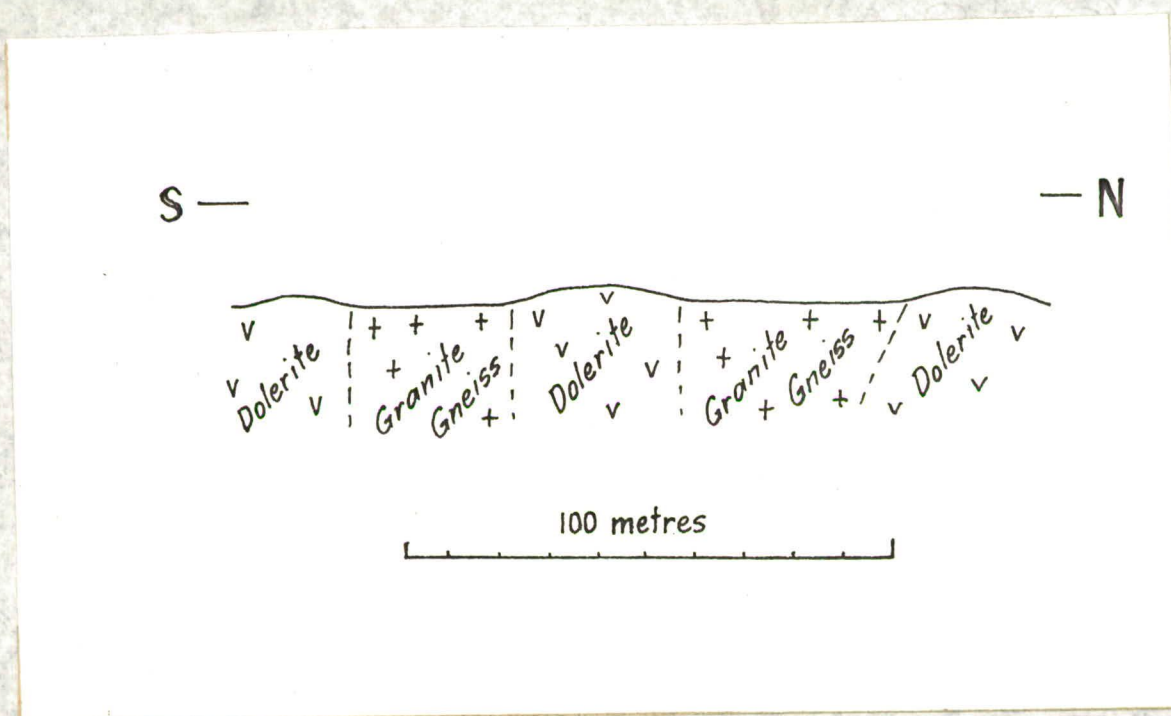 S — — N
Dolerite
Granite
Gneiss
Dolerite
Granite
Gneiss
Dolerite
100 metres